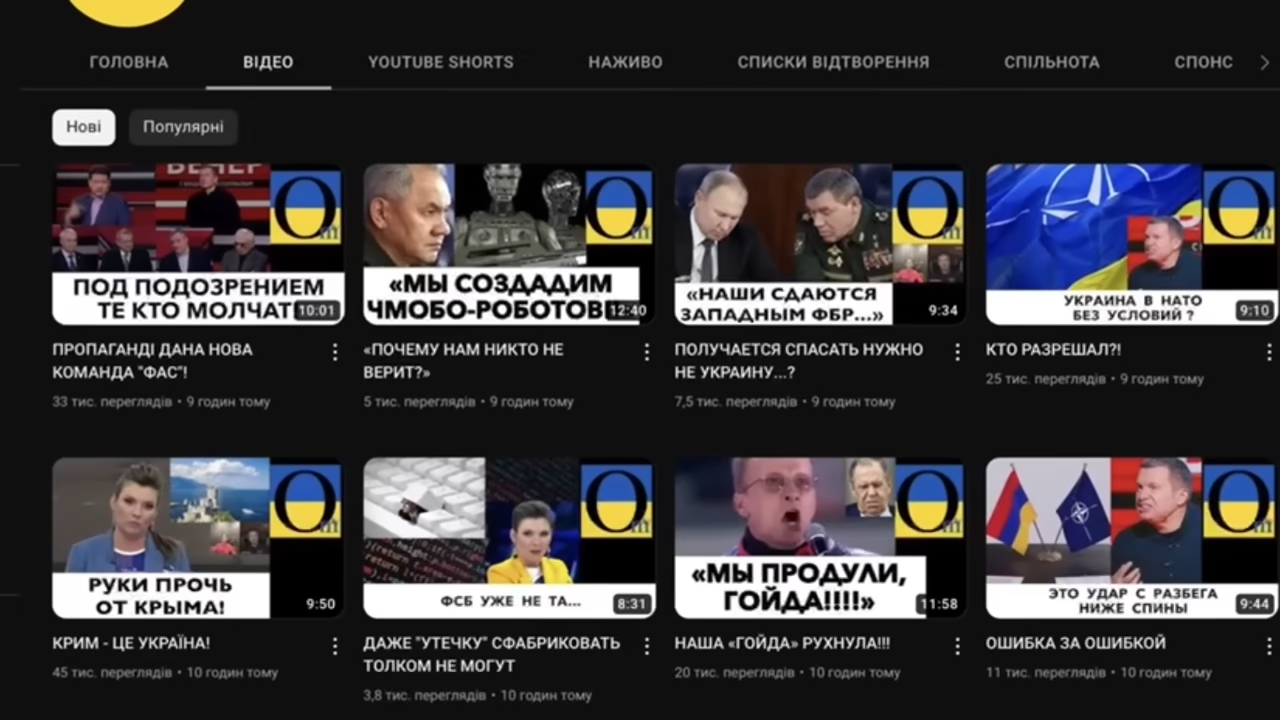 ГОЛОВНА ВІДЕО YOUTUBE SHORTS НАЖИВО СПИСКИ ВІДТВОРЕННЯ СПІЛЬНОТА СПОНС
Нові Популярні
ВЕЧЕР
ПОД ПОДОЗРЕНИЕМ
ТЕ КТО МОЛЧАТ
10:01
ПРОПАГАНДІ ДАНА НОВА
КОМАНДА "ФАС"!
33 тис. переглядів • 9 годин тому
«МЫ СОЗДАДИМ
ЧМОБО-РОБОТОВ
12:40
«ПОЧЕМУ НАМ НИКТО НЕ
ВЕРИТ?»
5 тис. переглядів • 9 годин тому
«НАШИ СДАЮТСЯ
ЗАПАДНЫМ ФБР...»
9:34
ПОЛУЧАЕТСЯ СПАСАТЬ НУЖНО
НЕ УКРАИНУ...?
7,5 тис. переглядів • 9 годин тому
УКРАИНА В НАТО
БЕЗ УСЛОВИЙ ?
9:10
КТО РАЗРЕШАЛ?!
25 тис. переглядів • 9 годин тому
РУКИ ПРОЧЬ
ОТ КРЫМА!
9:50
КРИМ - ЦЕ УКРАЇНА!
45 тис. переглядів • 10 годин тому
ФСБ УЖЕ НЕ ТА...
8:31
ДАЖЕ "УТЕЧКУ" СФАБРИКОВАТЬ
ТОЛКОМ НЕ МОГУТ
3,8 тис. переглядів • 10 годин тому
«МЫ ПРОДУЛИ,
ГОЙДА!!!!»
11:58
НАША «ГОЙДА» РУХНУЛА!!!
20 тис. переглядів • 10 годин тому
ЭТО УДАР С РАЗБЕГА
НИЖЕ СПИНЫ
9:44
ОШИБКА ЗА ОШИБКОЙ
11 тис. переглядів • 10 годин тому